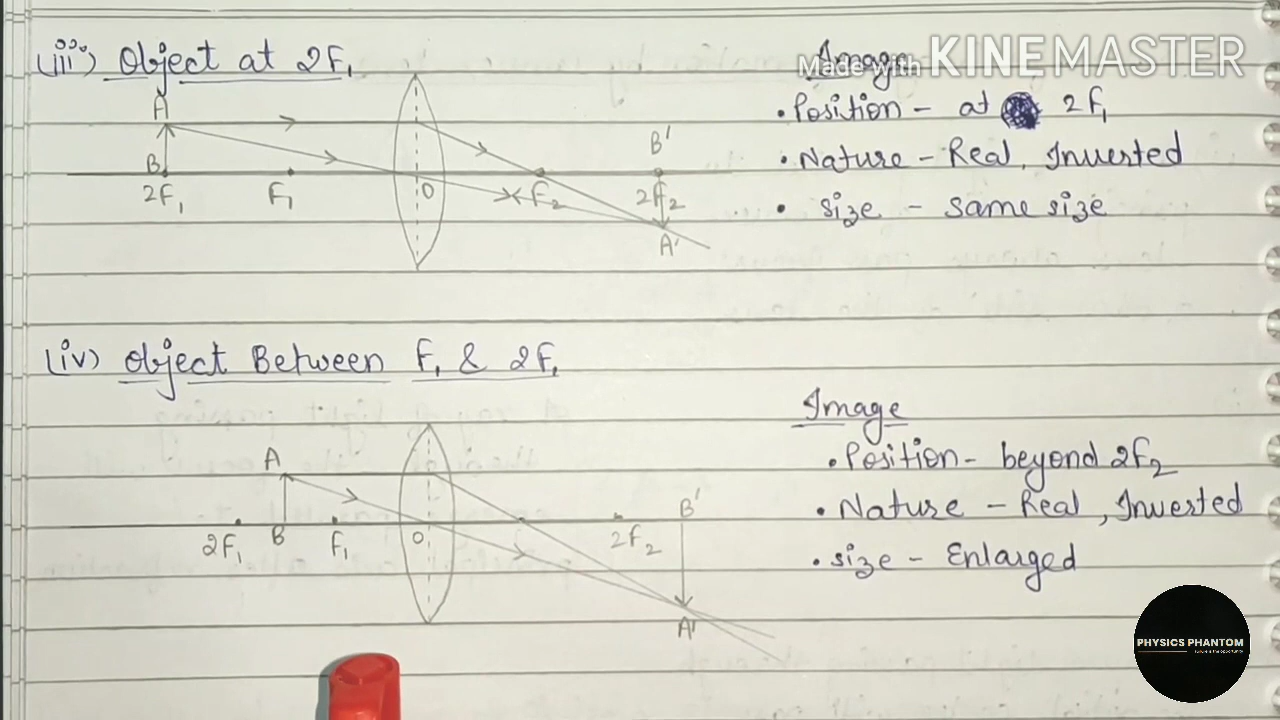 (iii) Object at 2F₁
Image
Made with KINEMASTER
• Position - at 2F₁
• Nature - Real, Inverted
• Size - Same size
A
B
2F₁
F₁
O
F₂
B'
2F₂
A'
(iv) Object Between F₁ & 2F₁
Image
• Position - beyond 2F₂
• Nature - Real, Inverted
• Size - Enlarged
A
2F₁
B
F₁
O
2F₂
B'
A'
PHYSICS PHANTOM